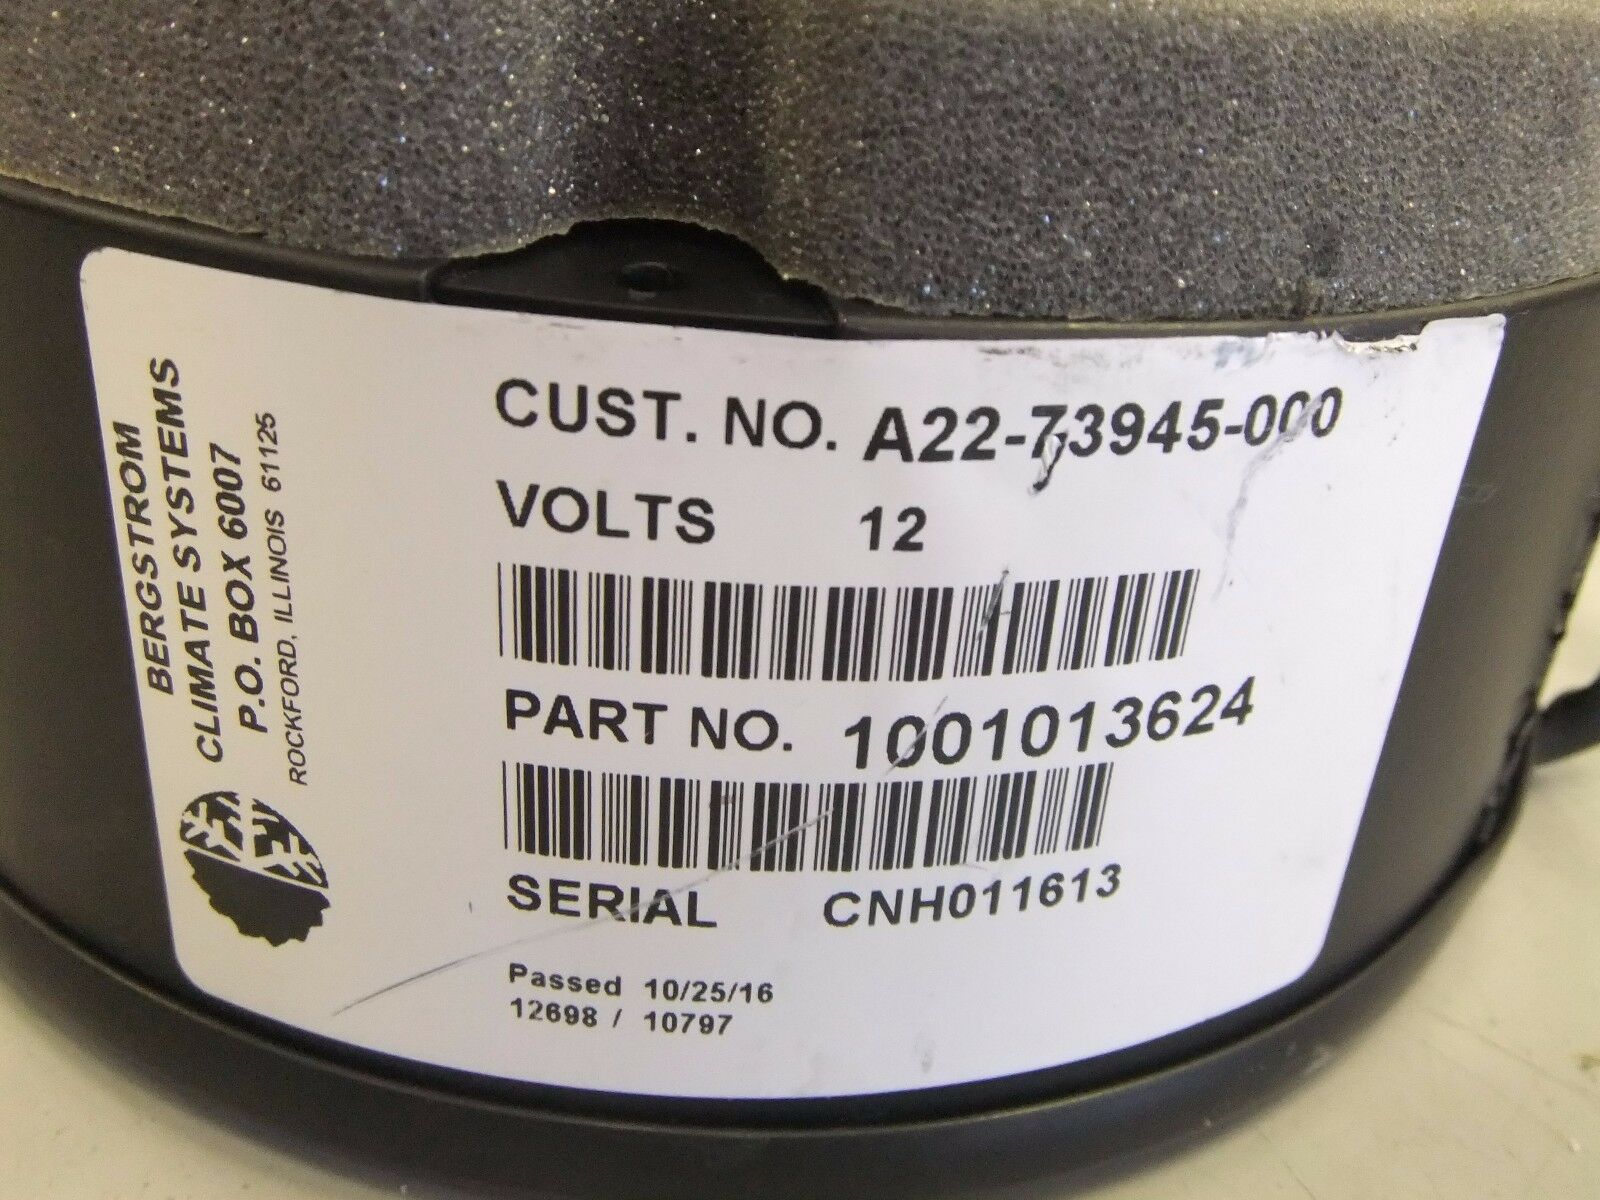 BERGSTROM
CLIMATE SYSTEMS
P.O. BOX 6007
ROCKFORD, ILLINOIS 61125
CUST. NO. A22-73945-000
VOLTS 12
PART NO. 1001013624
SERIAL CNH011613
Passed 10/25/16
12698 / 10797